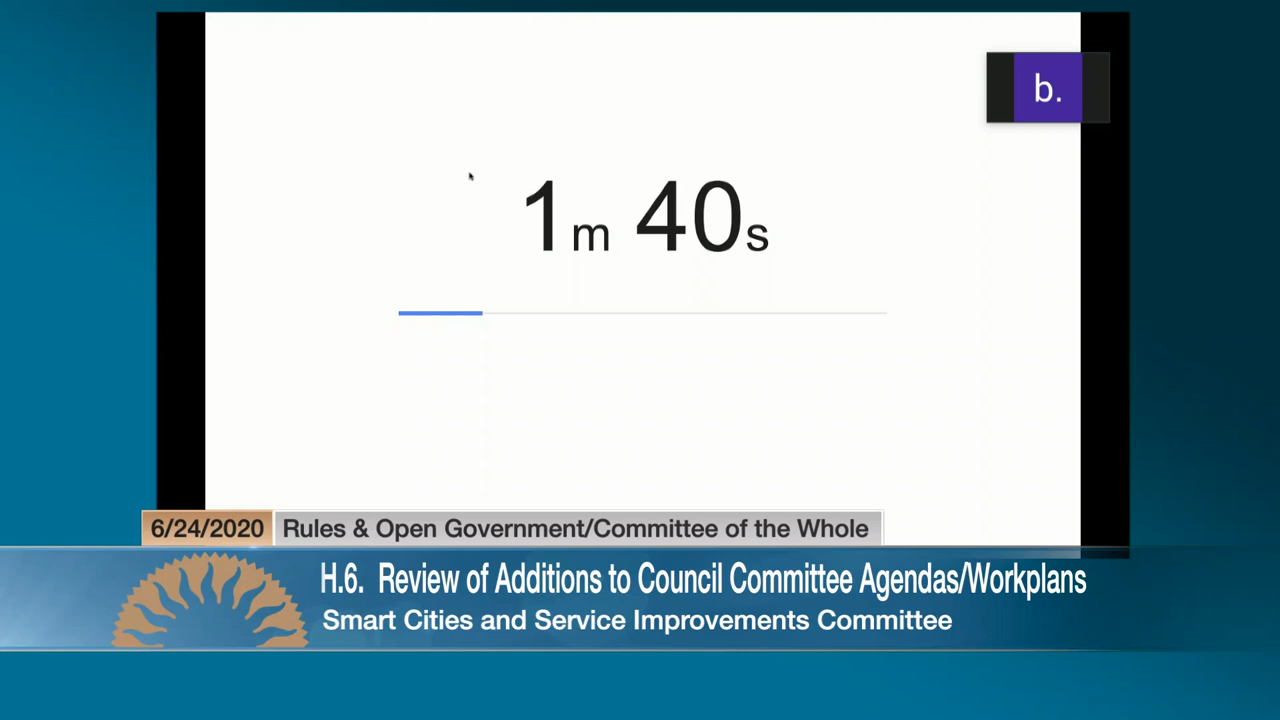 b.
1m 40s
6/24/2020 Rules & Open Government/Committee of the Whole
H.6. Review of Additions to Council Committee Agendas/Workplans
Smart Cities and Service Improvements Committee